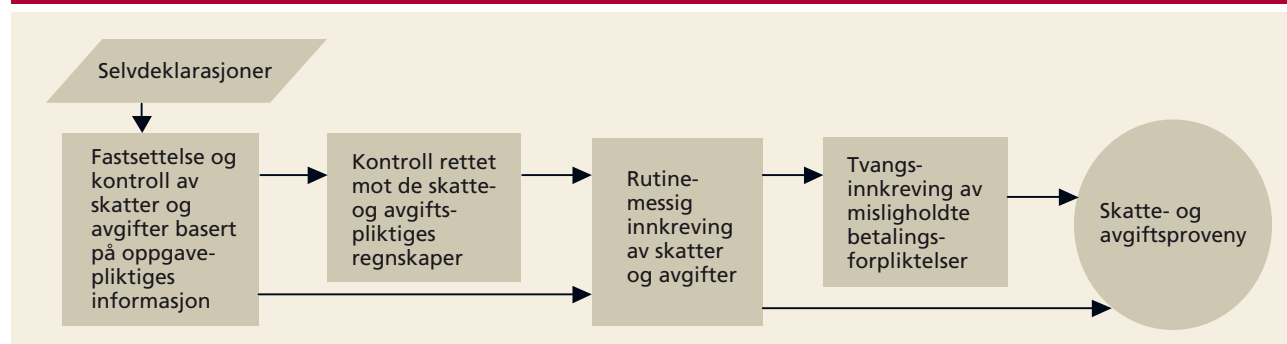 Selvdeklarasjoner
Fastsettelse og
kontroll av
skatter og
avgifter basert
på oppgave-
pliktiges
informasjon
Kontroll rettet
mot de skatte-
og avgifts-
pliktiges
regnskaper
Rutine-
messig
innkreving
av skatter
og avgifter
Tvangs-
innkreving av
misligholdte
betalings-
forpliktelser
Skatte- og
avgiftsproveny